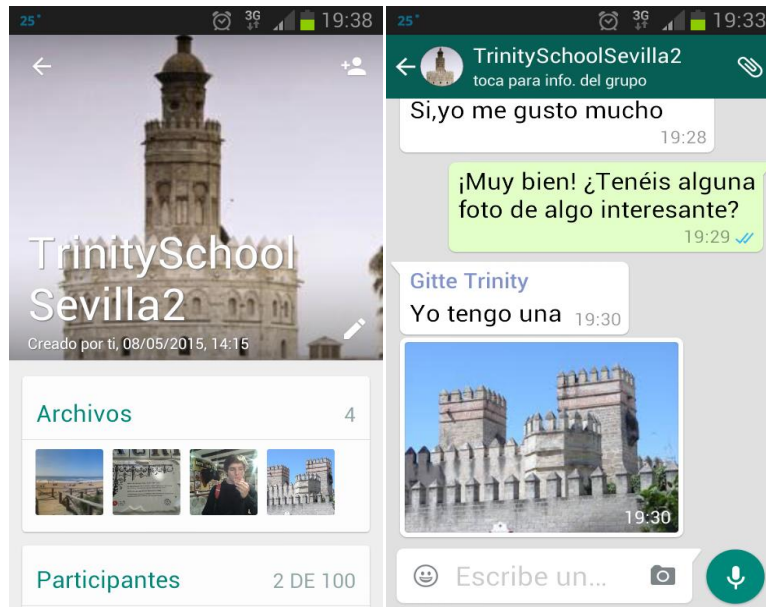 25°
3G
19:38
TrinitySchool
Sevilla2
Creado por ti, 08/05/2015, 14:15
Archivos
4
Participantes
2 DE 100
25°
3G
19:33
TrinitySchoolSevilla2
toca para info. del grupo
Si,yo me gusto mucho
19:28
¡Muy bien! ¿Tenéis alguna
foto de algo interesante?
19:29
Gitte Trinity
Yo tengo una
19:30
19:30
Escribe un...